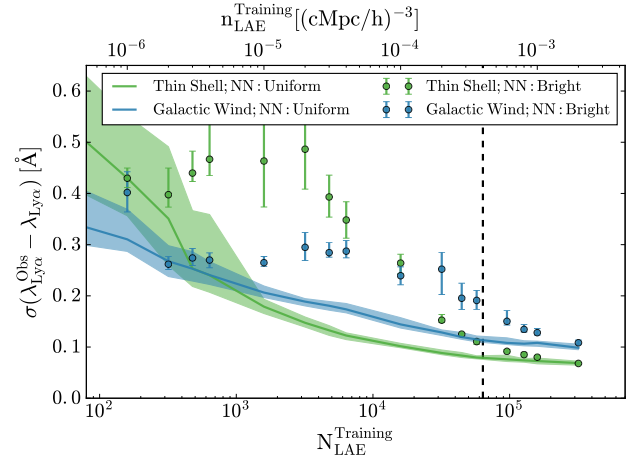 n_LAE^Training[(cMpc/h)^−3]
10^−6 10^−5 10^−4 10^−3
Thin Shell; NN : Uniform Thin Shell; NN : Bright
Galactic Wind; NN : Uniform Galactic Wind; NN : Bright
σ(λ_Lyα^Obs − λ_Lyα) [Å]
0.6
0.5
0.4
0.3
0.2
0.1
0.0
10^2 10^3 10^4 10^5
N_LAE^Training